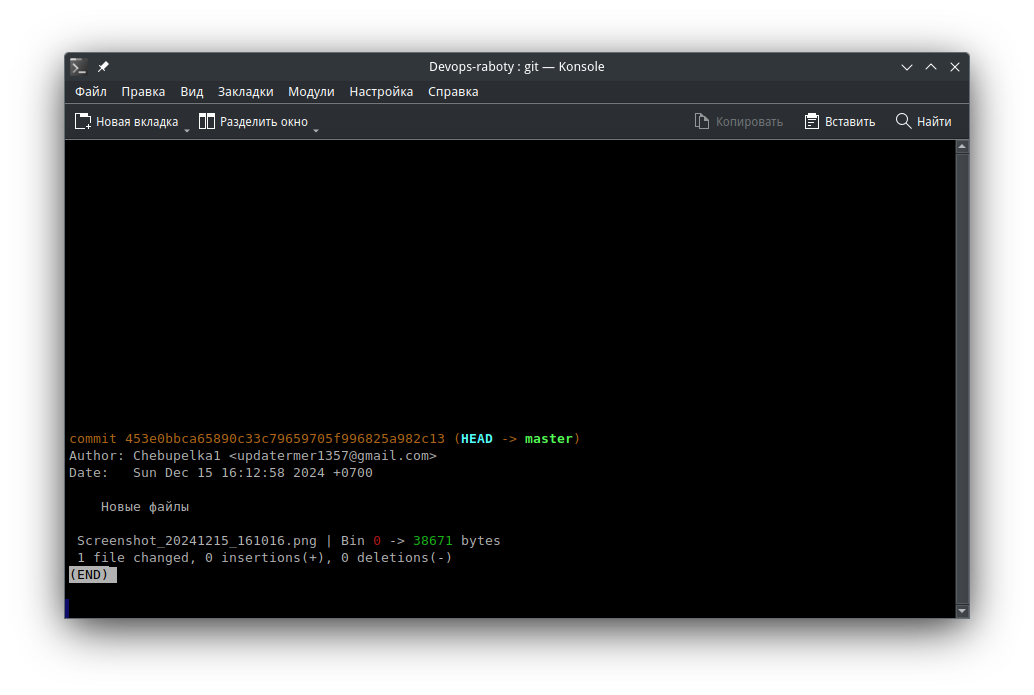 Devops-raboty : git — Konsole
Файл Правка Вид Закладки Модули Настройка Справка
Новая вкладка Разделить окно Копировать Вставить Найти
commit 453e0bbca65890c33c79659705f996825a982c13 (HEAD -> master)
Author: Chebupelka1 <updatermer1357@gmail.com>
Date:   Sun Dec 15 16:12:58 2024 +0700
Новые файлы
Screenshot_20241215_161016.png | Bin 0 -> 38671 bytes
1 file changed, 0 insertions(+), 0 deletions(-)
(END)